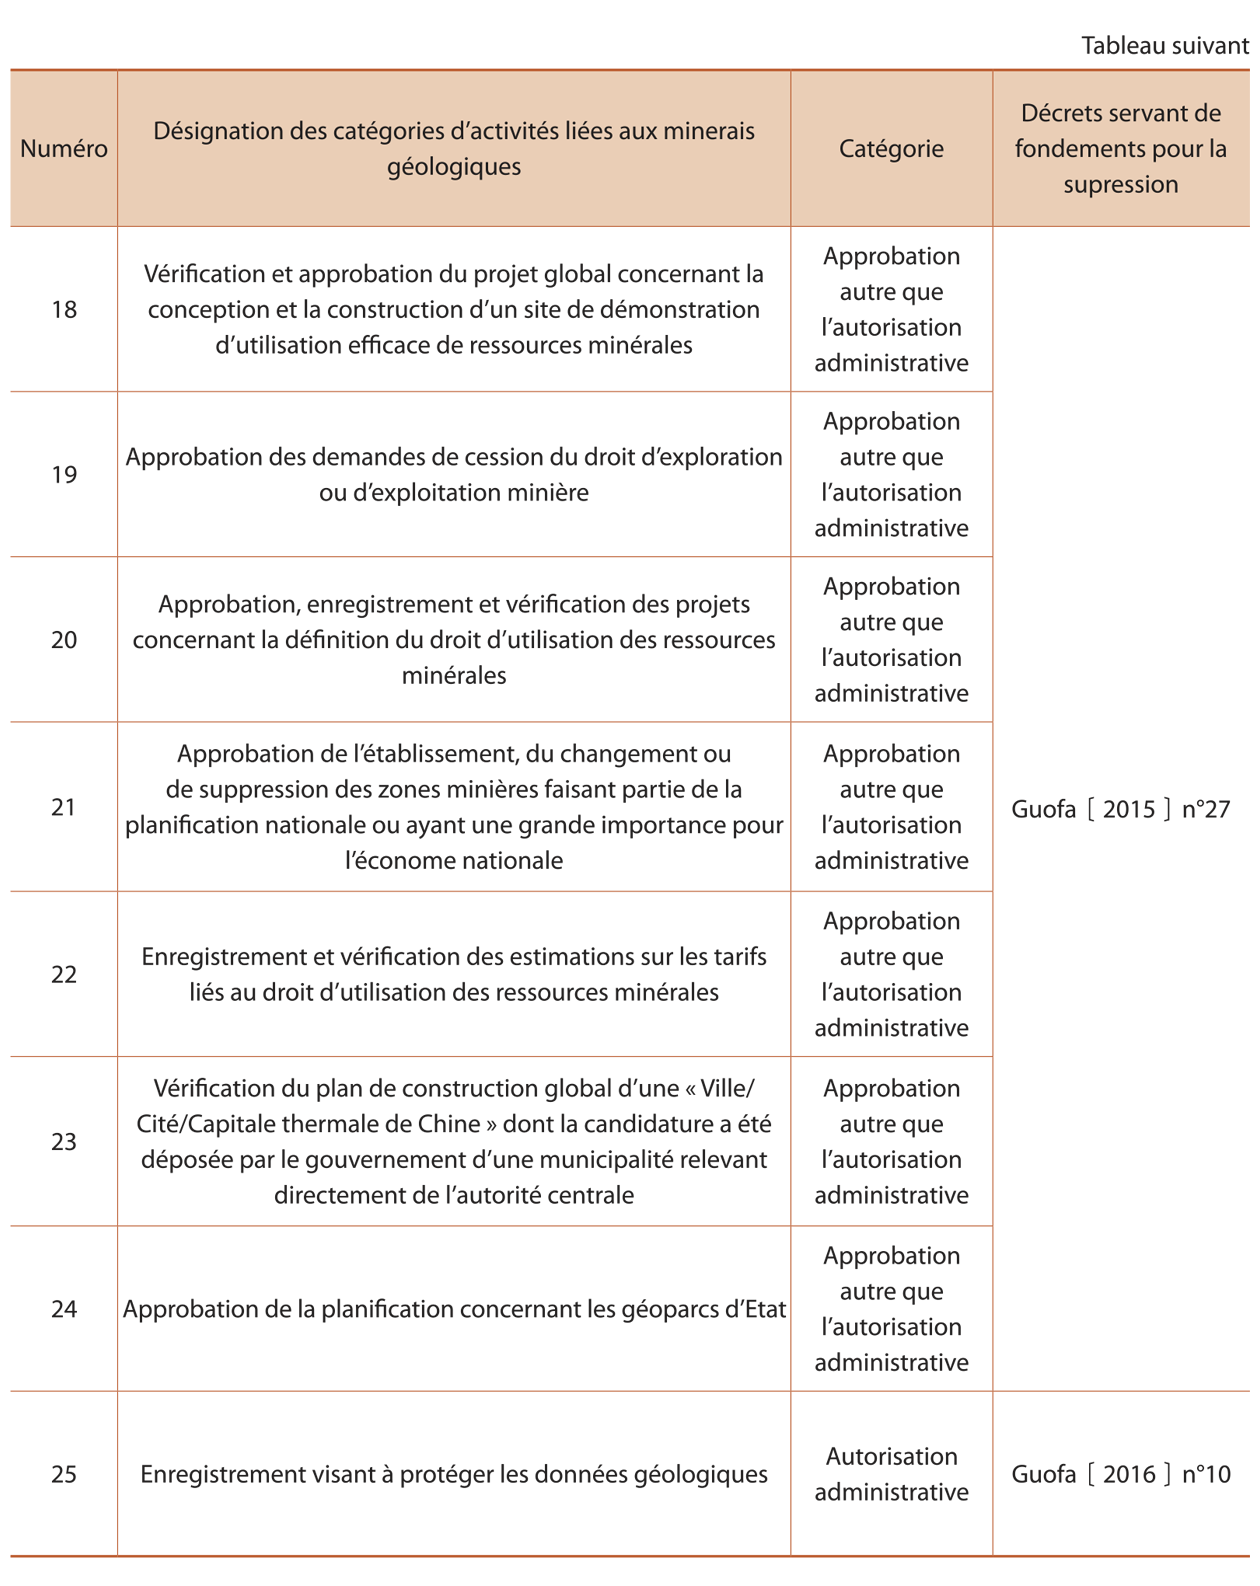 Tableau suivant
Numéro
Désignation des catégories d’activités liées aux minerais
géologiques
Catégorie
Décrets servant de
fondements pour la
supression
18
Vérification et approbation du projet global concernant la
conception et la construction d’un site de démonstration
d’utilisation efficace de ressources minérales
Approbation
autre que
l’autorisation
administrative
19
Approbation des demandes de cession du droit d’exploration
ou d’exploitation minière
Approbation
autre que
l’autorisation
administrative
20
Approbation, enregistrement et vérification des projets
concernant la définition du droit d’utilisation des ressources
minérales
Approbation
autre que
l’autorisation
administrative
21
Approbation de l’établissement, du changement ou
de suppression des zones minières faisant partie de la
planification nationale ou ayant une grande importance pour
l’économe nationale
Approbation
autre que
l’autorisation
administrative
Guofa［2015］n°27
22
Enregistrement et vérification des estimations sur les tarifs
liés au droit d’utilisation des ressources minérales
Approbation
autre que
l’autorisation
administrative
23
Vérification du plan de construction global d’une « Ville/
Cité/Capitale thermale de Chine » dont la candidature a été
déposée par le gouvernement d’une municipalité relevant
directement de l’autorité centrale
Approbation
autre que
l’autorisation
administrative
24
Approbation de la planification concernant les géoparcs d’Etat
Approbation
autre que
l’autorisation
administrative
25
Enregistrement visant à protéger les données géologiques
Autorisation
administrative
Guofa［2016］n°10